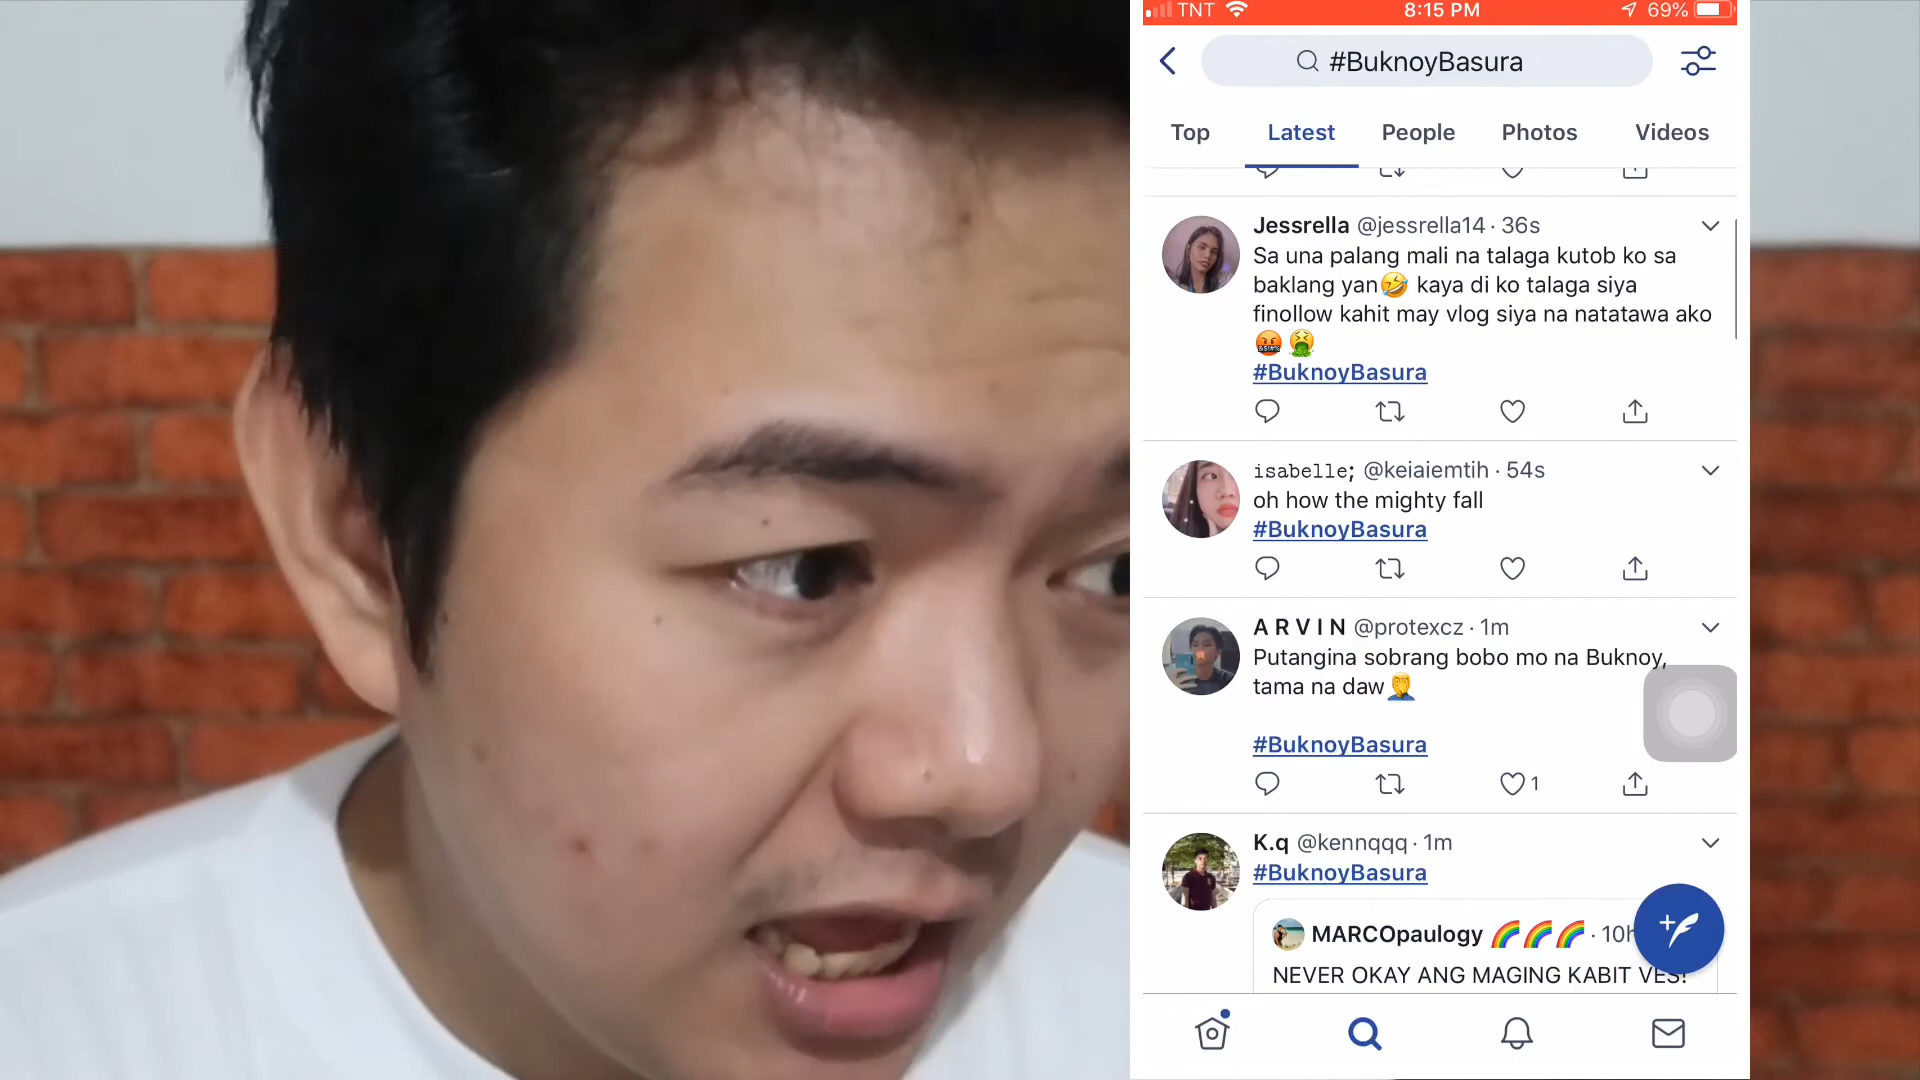 TNT 8:15 PM 69%
#BuknoyBasura
Top Latest People Photos Videos
Jessrella @jessrella14 · 36s
Sa una palang mali na talaga kutob ko sa
baklang yan🤣 kaya di ko talaga siya
finollow kahit may vlog siya na natatawa ako
🤬🤮
#BuknoyBasura
isabelle; @keiaiemtih · 54s
oh how the mighty fall
#BuknoyBasura
A R V I N @protexcz · 1m
Putangina sobrang bobo mo na Buknoy,
tama na daw🤦
#BuknoyBasura
1
K.q @kennqqq · 1m
#BuknoyBasura
MARCOpaulogy 🌈🌈🌈 · 10h
NEVER OKAY ANG MAGING KABIT VES!